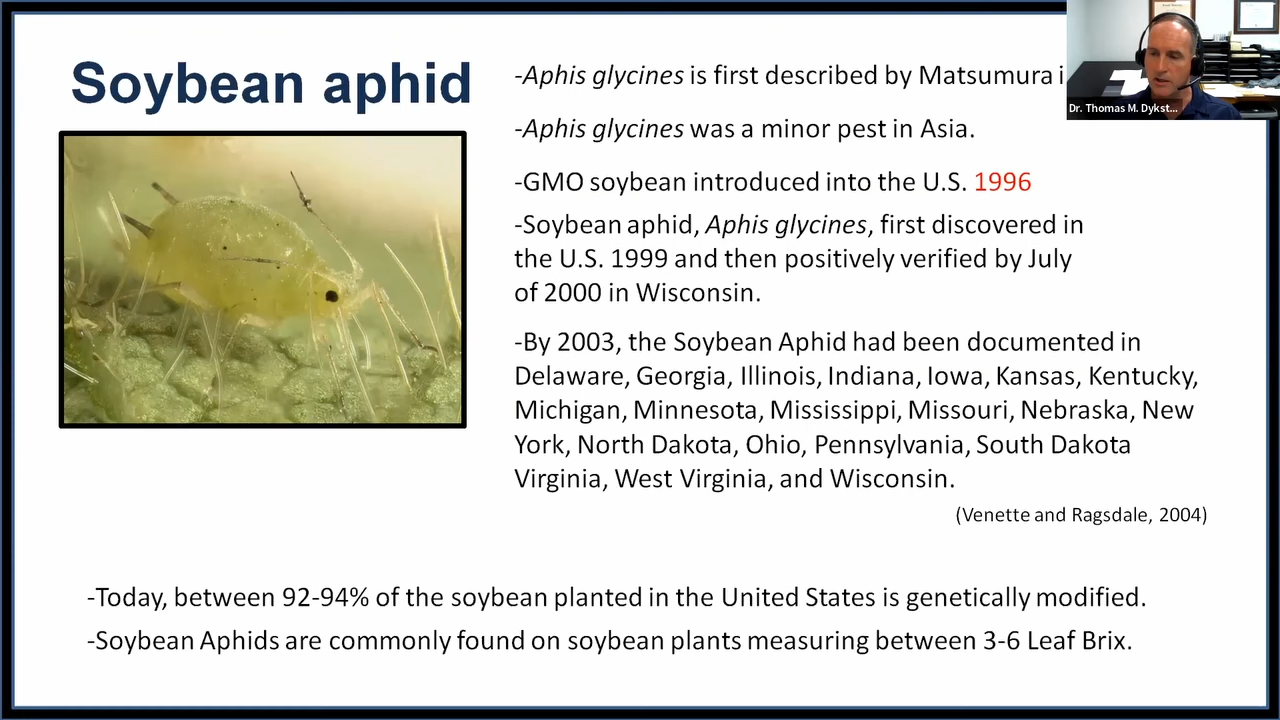 Soybean aphid
-Aphis glycines is first described by Matsumura i
Dr. Thomas M. Dykst...
-Aphis glycines was a minor pest in Asia.
-GMO soybean introduced into the U.S. 1996
-Soybean aphid, Aphis glycines, first discovered in
the U.S. 1999 and then positively verified by July
of 2000 in Wisconsin.
-By 2003, the Soybean Aphid had been documented in
Delaware, Georgia, Illinois, Indiana, Iowa, Kansas, Kentucky,
Michigan, Minnesota, Mississippi, Missouri, Nebraska, New
York, North Dakota, Ohio, Pennsylvania, South Dakota
Virginia, West Virginia, and Wisconsin.
(Venette and Ragsdale, 2004)
-Today, between 92-94% of the soybean planted in the United States is genetically modified.
-Soybean Aphids are commonly found on soybean plants measuring between 3-6 Leaf Brix.